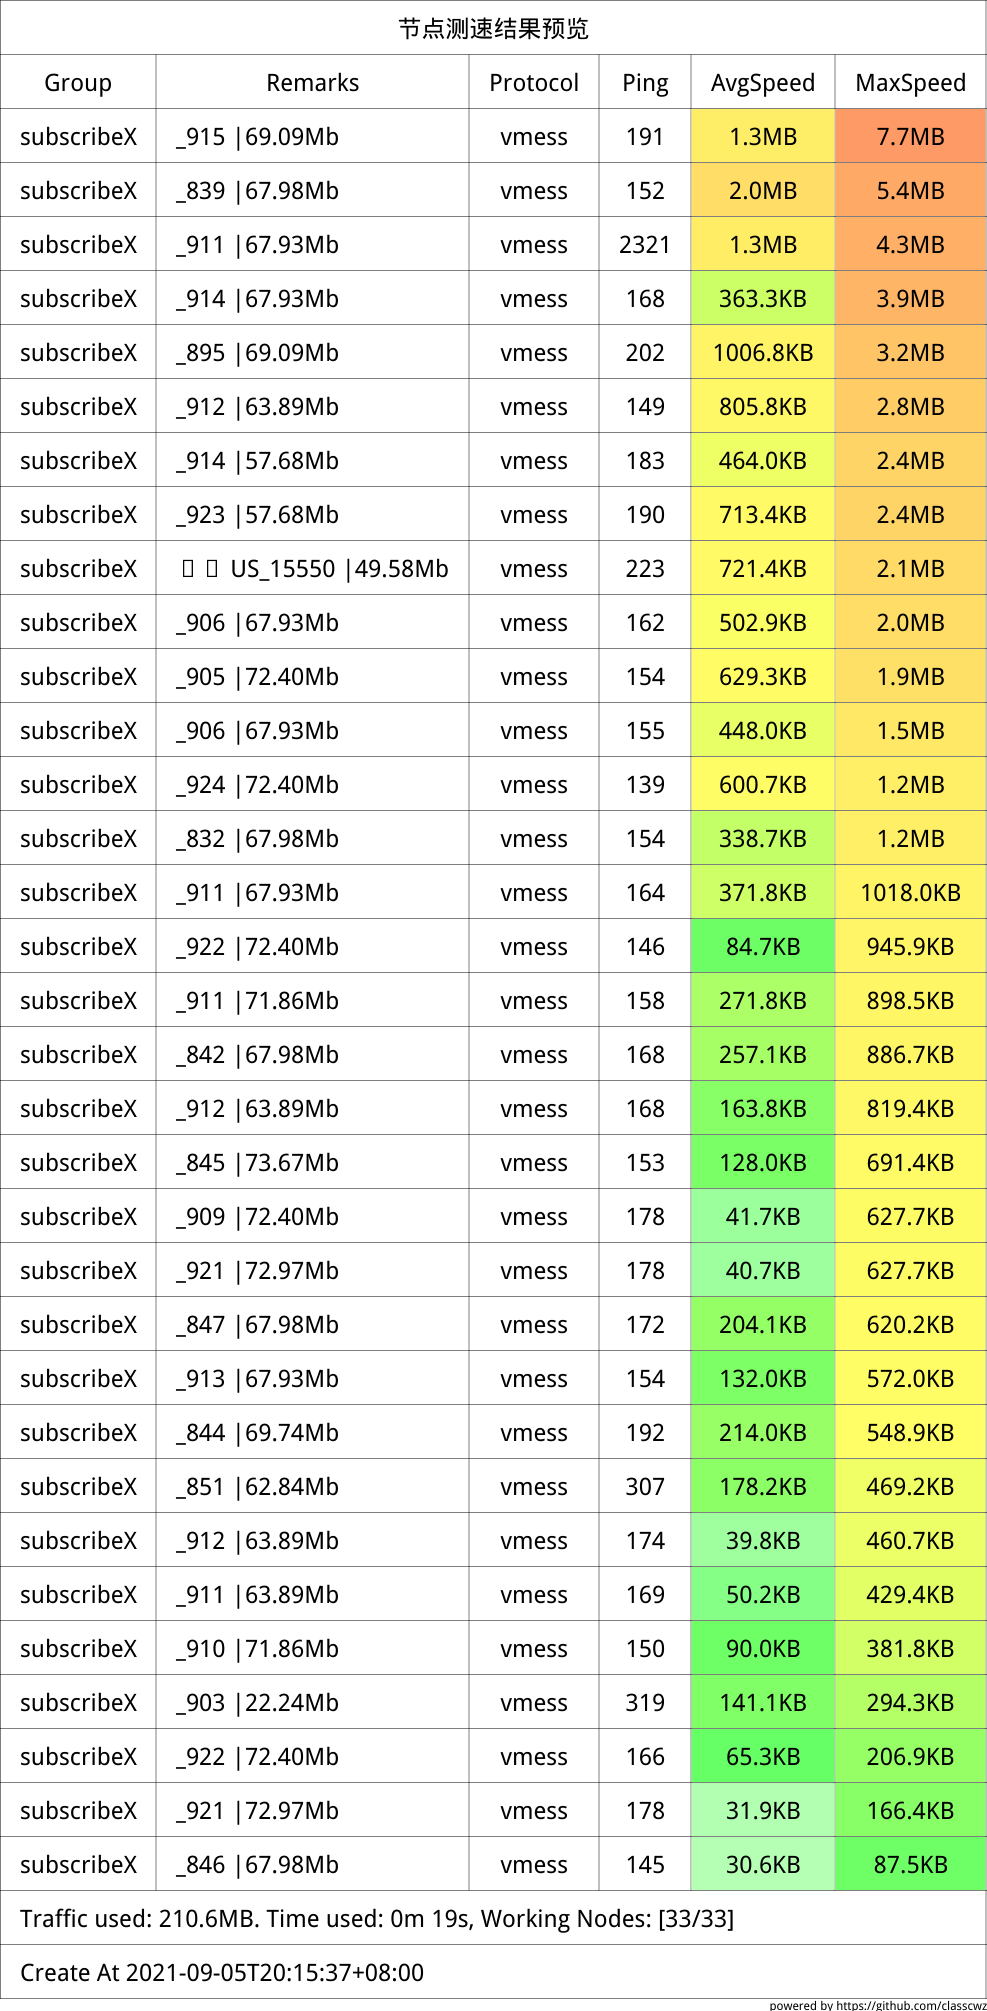 节点测速结果预览
Group Remarks Protocol Ping AvgSpeed MaxSpeed
subscribeX _915 |69.09Mb vmess 191 1.3MB 7.7MB
subscribeX _839 |67.98Mb vmess 152 2.0MB 5.4MB
subscribeX _911 |67.93Mb vmess 2321 1.3MB 4.3MB
subscribeX _914 |67.93Mb vmess 168 363.3KB 3.9MB
subscribeX _895 |69.09Mb vmess 202 1006.8KB 3.2MB
subscribeX _912 |63.89Mb vmess 149 805.8KB 2.8MB
subscribeX _914 |57.68Mb vmess 183 464.0KB 2.4MB
subscribeX _923 |57.68Mb vmess 190 713.4KB 2.4MB
subscribeX US_15550 |49.58Mb vmess 223 721.4KB 2.1MB
subscribeX _906 |67.93Mb vmess 162 502.9KB 2.0MB
subscribeX _905 |72.40Mb vmess 154 629.3KB 1.9MB
subscribeX _906 |67.93Mb vmess 155 448.0KB 1.5MB
subscribeX _924 |72.40Mb vmess 139 600.7KB 1.2MB
subscribeX _832 |67.98Mb vmess 154 338.7KB 1.2MB
subscribeX _911 |67.93Mb vmess 164 371.8KB 1018.0KB
subscribeX _922 |72.40Mb vmess 146 84.7KB 945.9KB
subscribeX _911 |71.86Mb vmess 158 271.8KB 898.5KB
subscribeX _842 |67.98Mb vmess 168 257.1KB 886.7KB
subscribeX _912 |63.89Mb vmess 168 163.8KB 819.4KB
subscribeX _845 |73.67Mb vmess 153 128.0KB 691.4KB
subscribeX _909 |72.40Mb vmess 178 41.7KB 627.7KB
subscribeX _921 |72.97Mb vmess 178 40.7KB 627.7KB
subscribeX _847 |67.98Mb vmess 172 204.1KB 620.2KB
subscribeX _913 |67.93Mb vmess 154 132.0KB 572.0KB
subscribeX _844 |69.74Mb vmess 192 214.0KB 548.9KB
subscribeX _851 |62.84Mb vmess 307 178.2KB 469.2KB
subscribeX _912 |63.89Mb vmess 174 39.8KB 460.7KB
subscribeX _911 |63.89Mb vmess 169 50.2KB 429.4KB
subscribeX _910 |71.86Mb vmess 150 90.0KB 381.8KB
subscribeX _903 |22.24Mb vmess 319 141.1KB 294.3KB
subscribeX _922 |72.40Mb vmess 166 65.3KB 206.9KB
subscribeX _921 |72.97Mb vmess 178 31.9KB 166.4KB
subscribeX _846 |67.98Mb vmess 145 30.6KB 87.5KB
Traffic used: 210.6MB. Time used: 0m 19s, Working Nodes: [33/33]
Create At 2021-09-05T20:15:37+08:00
powered by https://github.com/classcwz